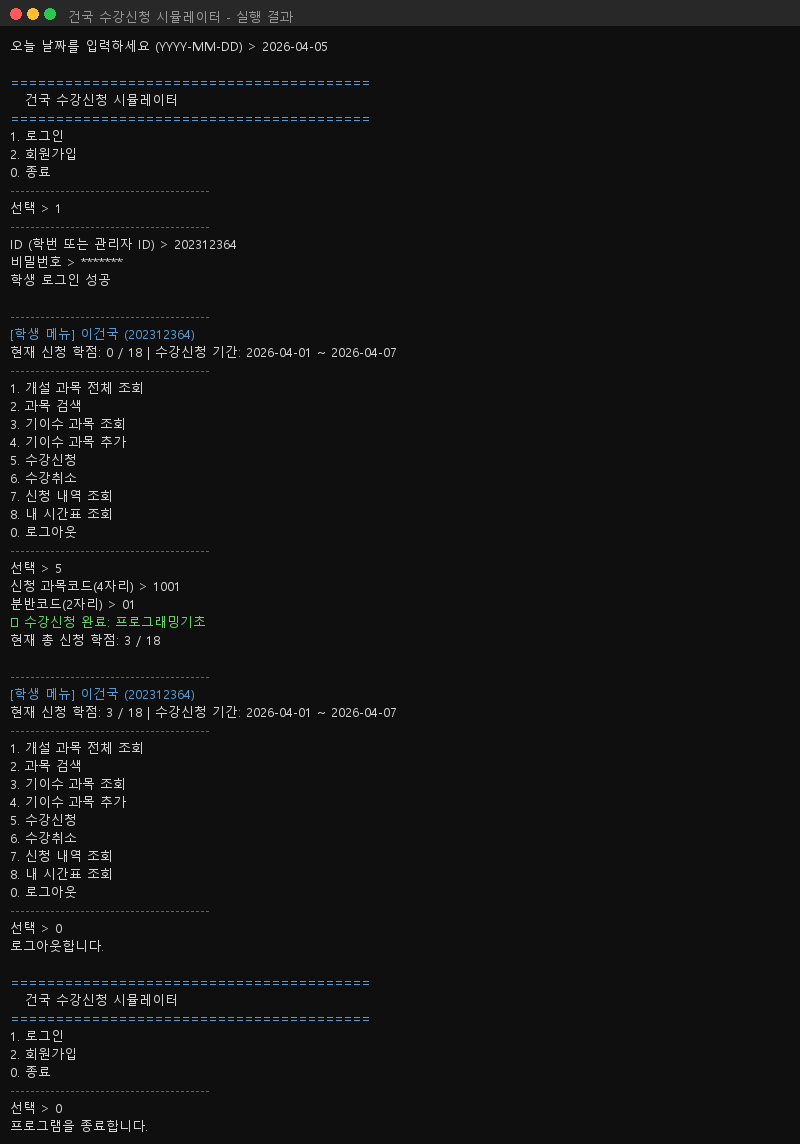 건국 수강신청 시뮬레이터 - 실행 결과
오늘 날짜를 입력하세요 (YYYY-MM-DD) > 2026-04-05
========================================
건국 수강신청 시뮬레이터
========================================
1. 로그인
2. 회원가입
0. 종료
----------------------------------------
선택 > 1
----------------------------------------
ID (학번 또는 관리자 ID) > 202312364
비밀번호 > *******
학생 로그인 성공
----------------------------------------
[학생 메뉴] 이건국 (202312364)
현재 신청 학점: 0 / 18 | 수강신청 기간: 2026-04-01 ~ 2026-04-07
----------------------------------------
1. 개설 과목 전체 조회
2. 과목 검색
3. 기이수 과목 조회
4. 기이수 과목 추가
5. 수강신청
6. 수강취소
7. 신청 내역 조회
8. 내 시간표 조회
0. 로그아웃
----------------------------------------
선택 > 5
신청 과목코드(4자리) > 1001
분반코드(2자리) > 01
수강신청 완료: 프로그래밍기초
현재 총 신청 학점: 3 / 18
----------------------------------------
[학생 메뉴] 이건국 (202312364)
현재 신청 학점: 3 / 18 | 수강신청 기간: 2026-04-01 ~ 2026-04-07
----------------------------------------
1. 개설 과목 전체 조회
2. 과목 검색
3. 기이수 과목 조회
4. 기이수 과목 추가
5. 수강신청
6. 수강취소
7. 신청 내역 조회
8. 내 시간표 조회
0. 로그아웃
----------------------------------------
선택 > 0
로그아웃합니다.
========================================
건국 수강신청 시뮬레이터
========================================
1. 로그인
2. 회원가입
0. 종료
----------------------------------------
선택 > 0
프로그램을 종료합니다.